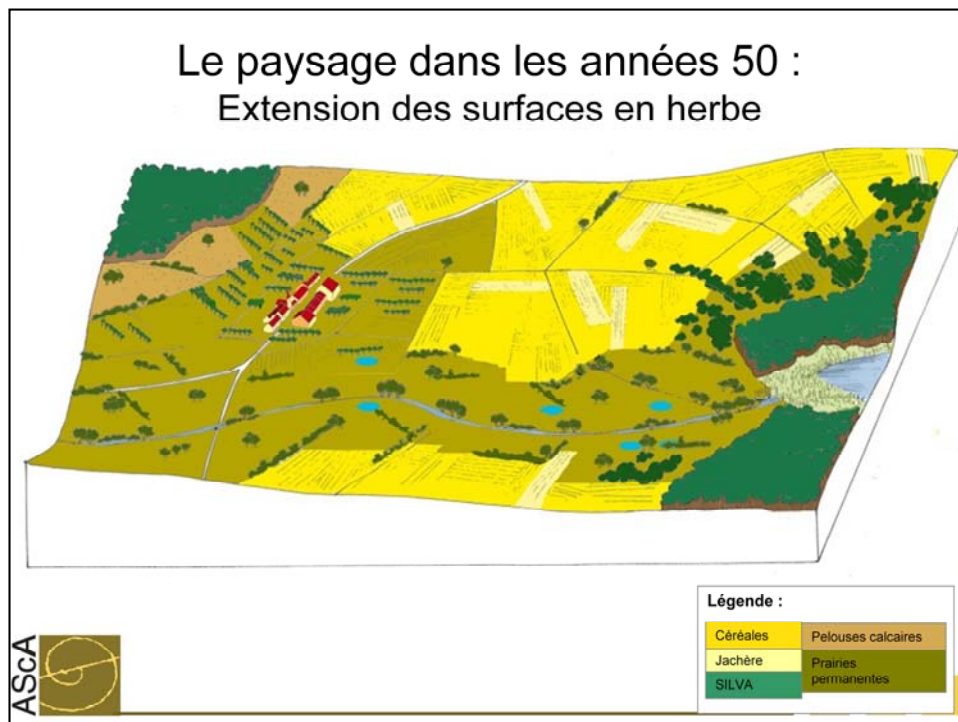 Le paysage dans les années 50 :
Extension des surfaces en herbe
Légende :
Céréales
Pelouses calcaires
Jachère
Prairies
permanentes
SILVA
AScA